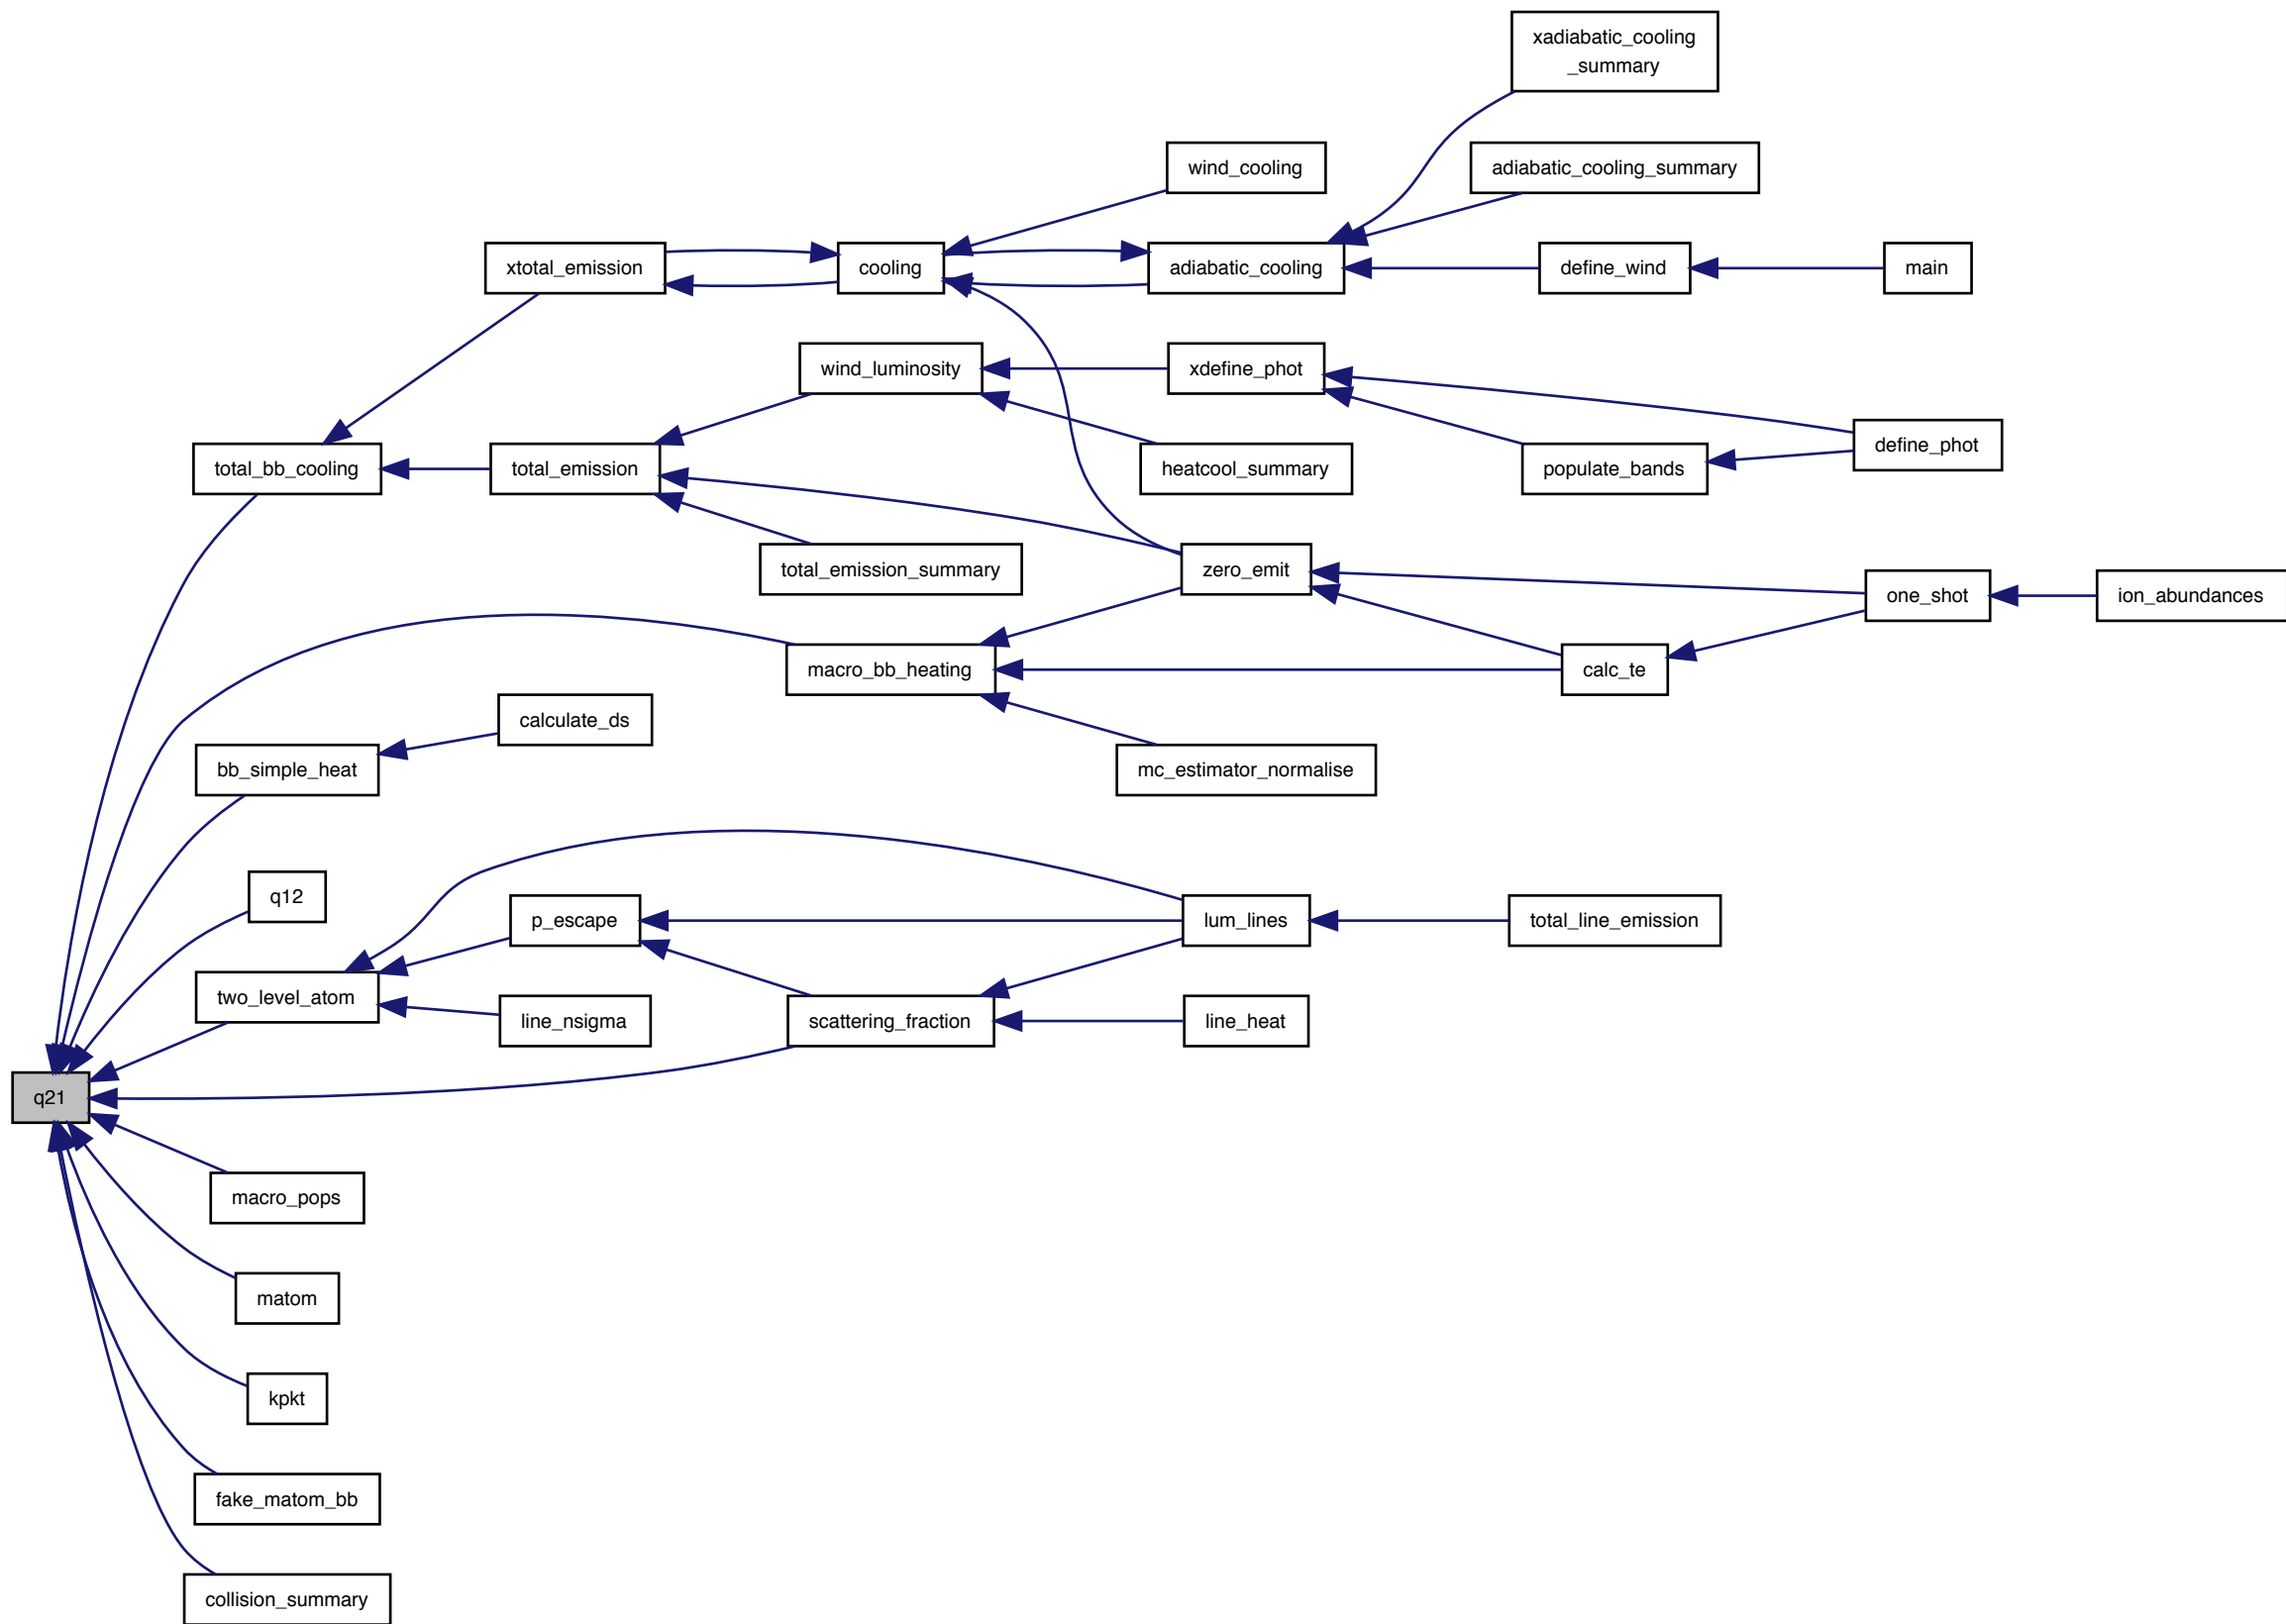 xadiabatic_cooling
_summary
wind_cooling
adiabatic_cooling_summary
xtotal_emission
cooling
adiabatic_cooling
define_wind
main
wind_luminosity
xdefine_phot
total_bb_cooling
total_emission
heatcool_summary
populate_bands
define_phot
total_emission_summary
zero_emit
one_shot
ion_abundances
macro_bb_heating
calc_te
calculate_ds
bb_simple_heat
mc_estimator_normalise
q12
p_escape
lum_lines
total_line_emission
two_level_atom
line_nsigma
scattering_fraction
line_heat
q21
macro_pops
matom
kpkt
fake_matom_bb
collision_summary